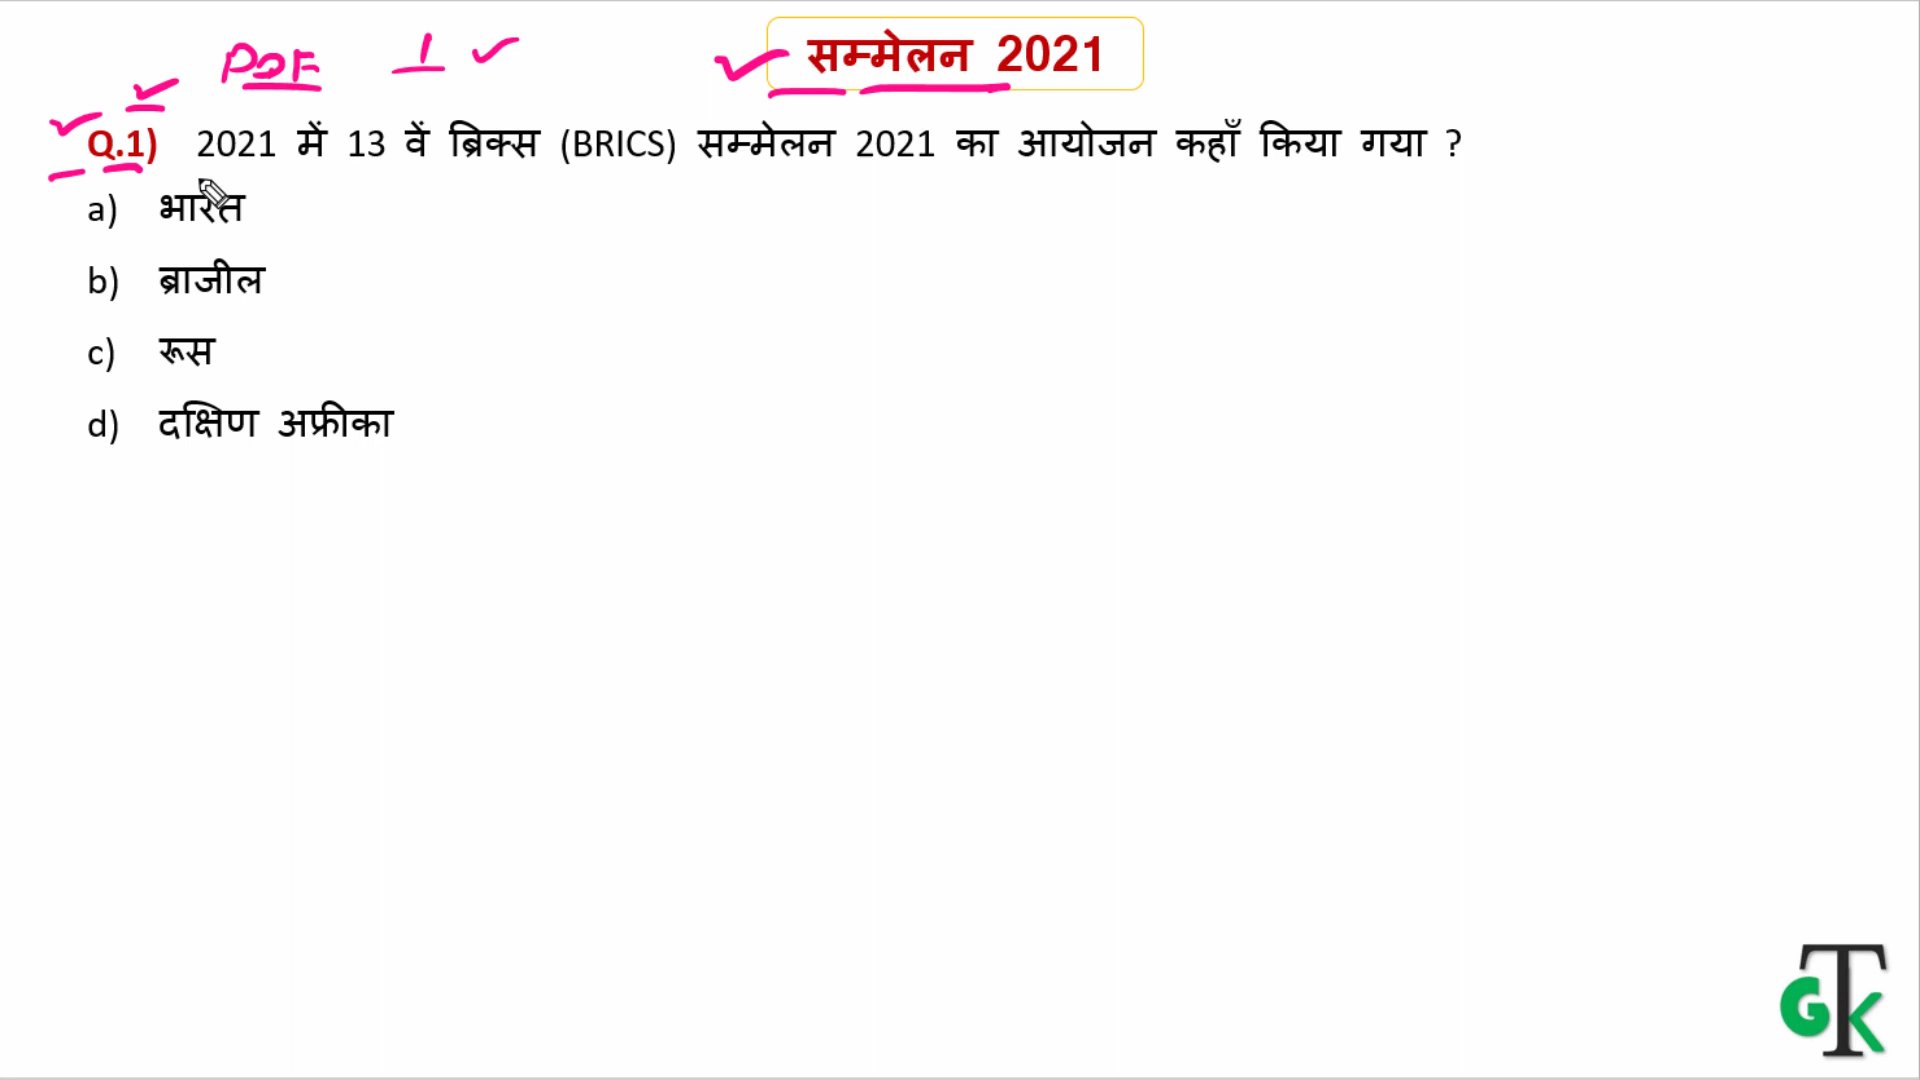 PDF 1
सम्मेलन 2021
Q.1) 2021 में 13 वें ब्रिक्स (BRICS) सम्मेलन 2021 का आयोजन कहाँ किया गया ?
a) भारत
b) ब्राजील
c) रूस
d) दक्षिण अफ्रीका
GTK